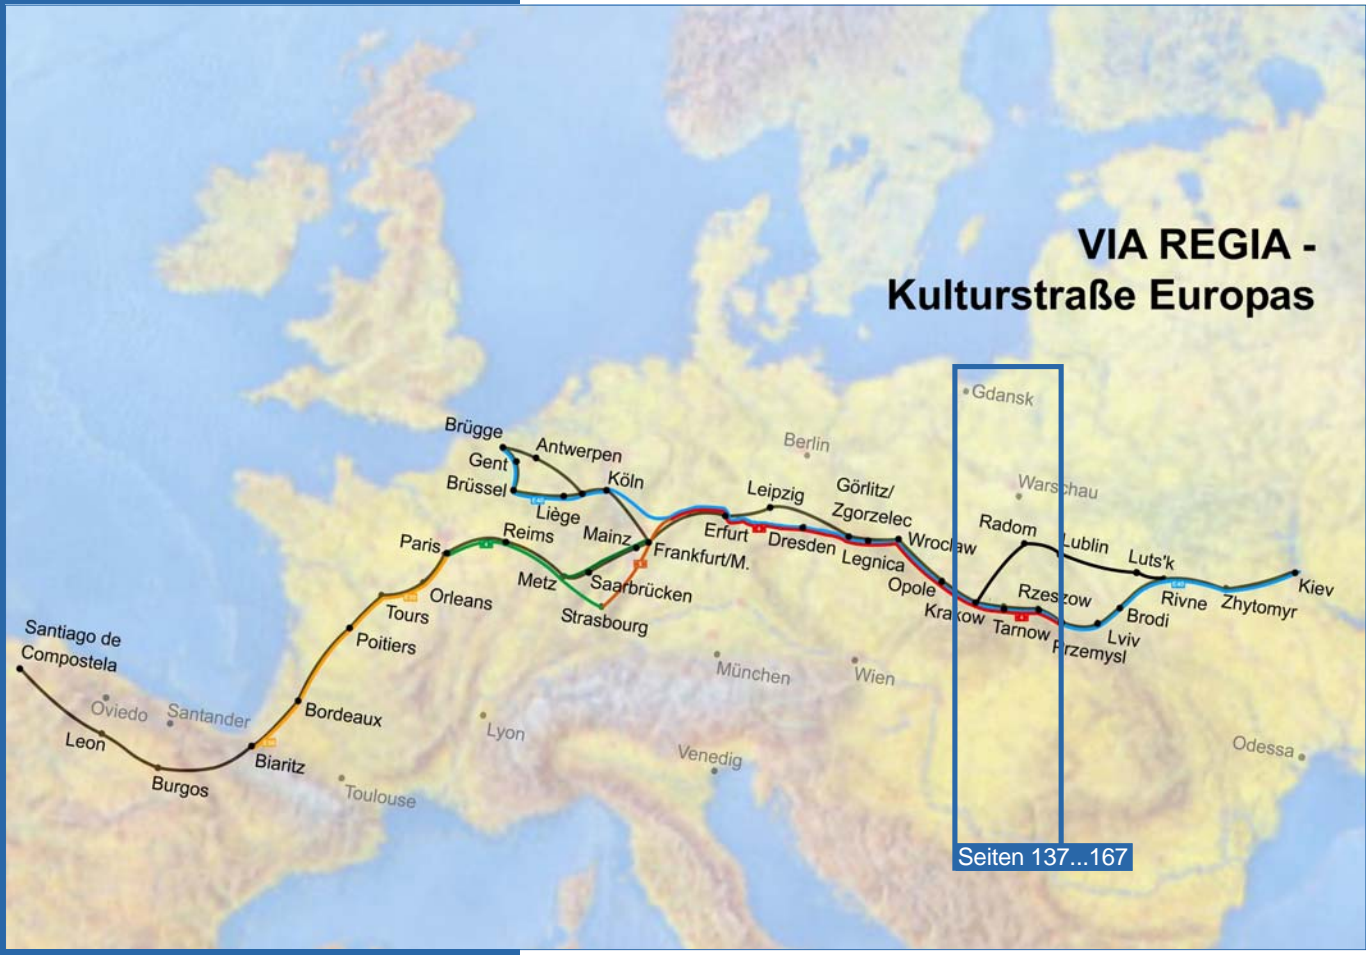 VIA REGIA -
Kulturstraße Europas
Gdansk
Brügge
Antwerpen
Berlin
Gent
Köln
Brüssel
Leipzig
Görlitz/
Zgorzelec
Warschau
Liège
Radom
Lublin
Paris
Reims
Mainz
Frankfurt/M.
Erfurt
Dresden
Legnica
Wrocław
Luts'k
Metz
Saarbrücken
Opole
Rzeszow
Rivne
Zhytomyr
Kiev
Orleans
Tours
Strasbourg
Krakow
Tarnow
Przemysl
Lviv
Brodi
Santiago de
Compostela
Poitiers
München
Wien
Oviedo
Santander
Bordeaux
Lyon
Leon
Venedig
Odessa
Biaritz
Burgos
Toulouse
Seiten 137...167